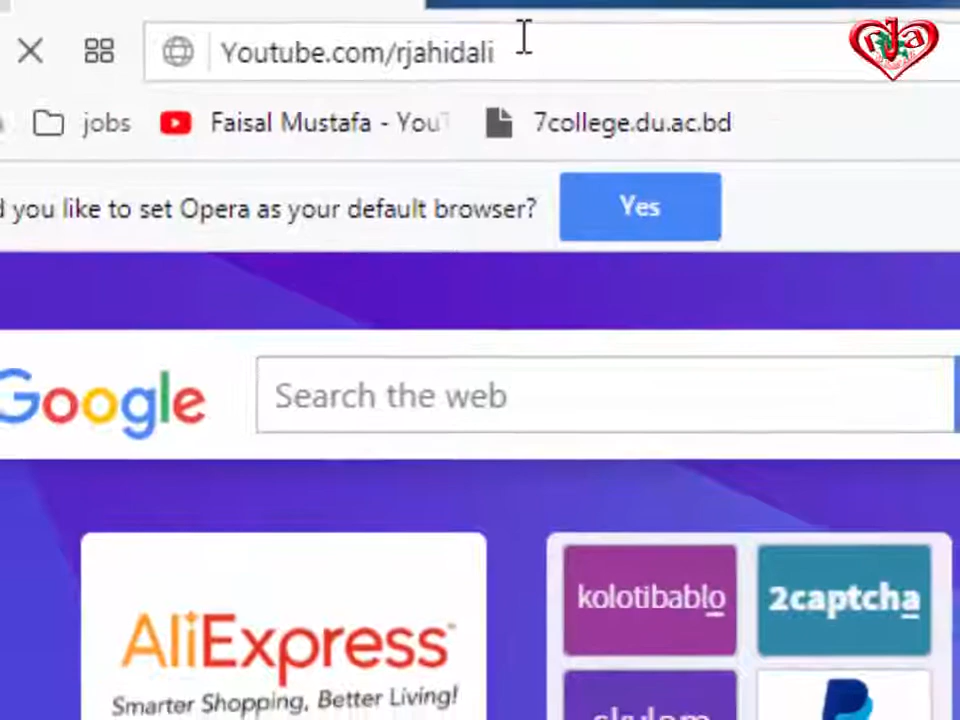 Youtube.com/rjahidali
rja
jobs
Faisal Mustafa - You
7college.du.ac.bd
you like to set Opera as your default browser?
Yes
Google
Search the web
kolotibablo
2captcha
AliExpress
Smarter Shopping, Better Living!